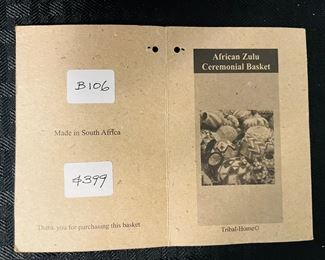 B106
Made in South Africa
$399
Thank you for purchasing this basket
African Zulu
Ceremonial Basket
Tribal-Home©